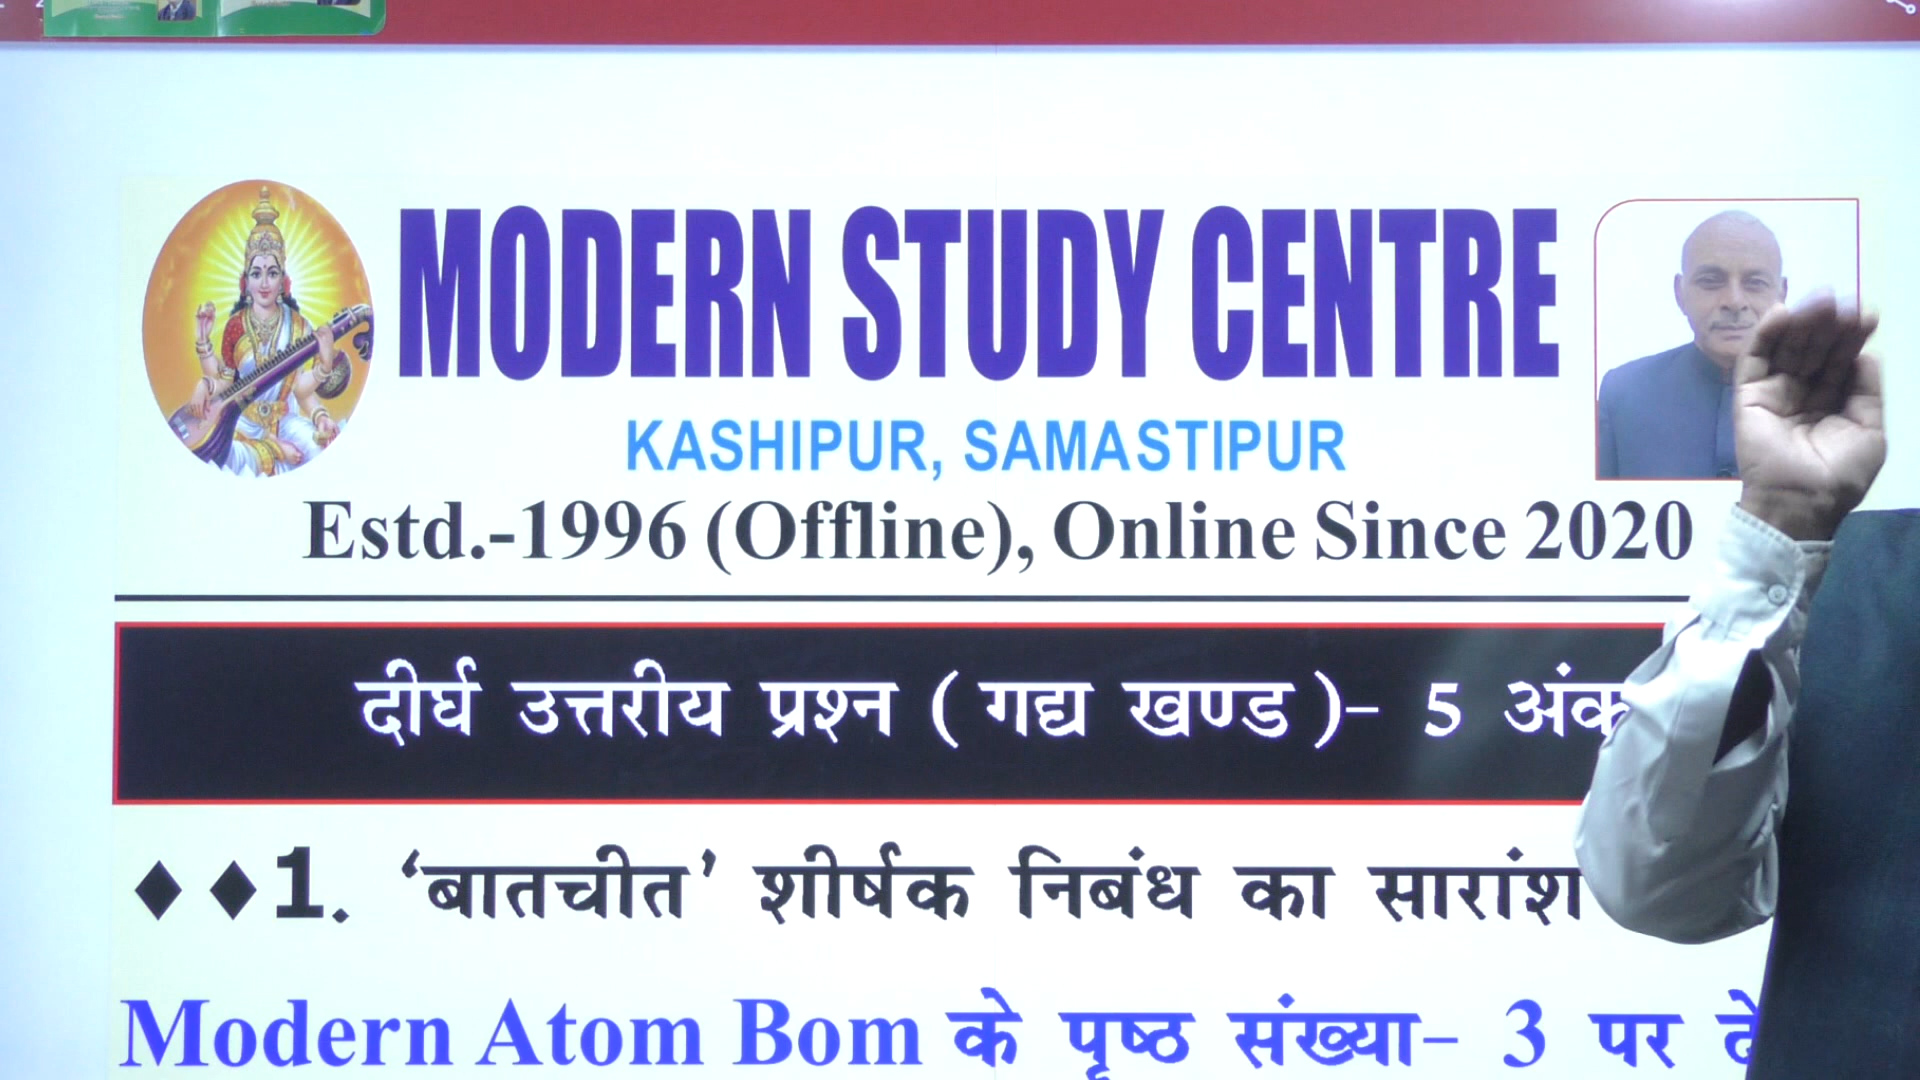 MODERN STUDY CENTRE
KASHIPUR, SAMASTIPUR
Estd.-1996 (Offline), Online Since 2020
दीर्घ उत्तरीय प्रश्न ( गद्य खण्ड )- 5 अंक
♦♦1. ‘बातचीत’ शीर्षक निबंध का सारांश
Modern Atom Bom के पृष्ठ संख्या- 3 पर